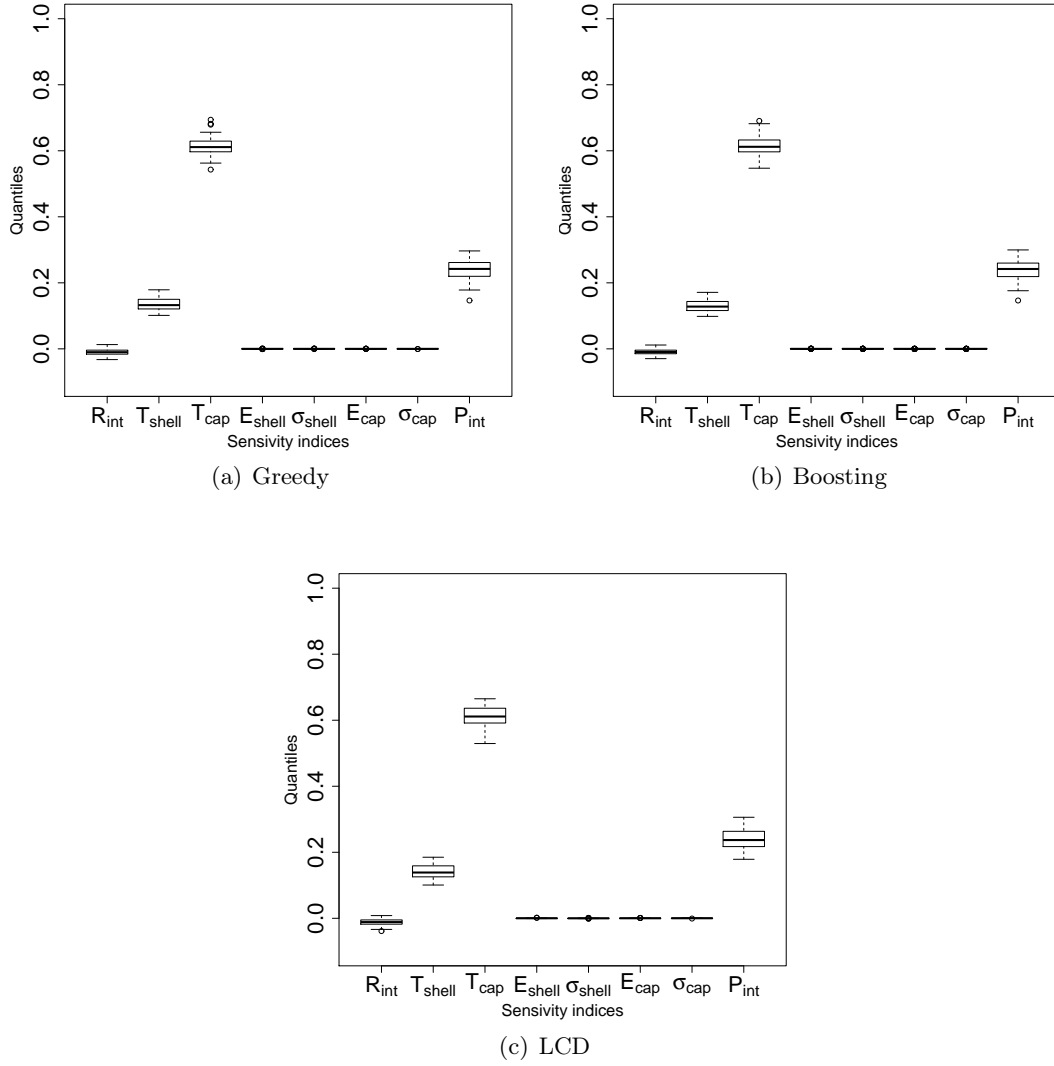 1.0
0.8
0.6
0.4
0.2
0.0
Quantiles
R_int T_shell T_cap E_shell σ_shell E_cap σ_cap P_int
Sensivity indices
(a) Greedy
1.0
0.8
0.6
0.4
0.2
0.0
Quantiles
R_int T_shell T_cap E_shell σ_shell E_cap σ_cap P_int
Sensivity indices
(b) Boosting
1.0
0.8
0.6
0.4
0.2
0.0
Quantiles
R_int T_shell T_cap E_shell σ_shell E_cap σ_cap P_int
Sensivity indices
(c) LCD